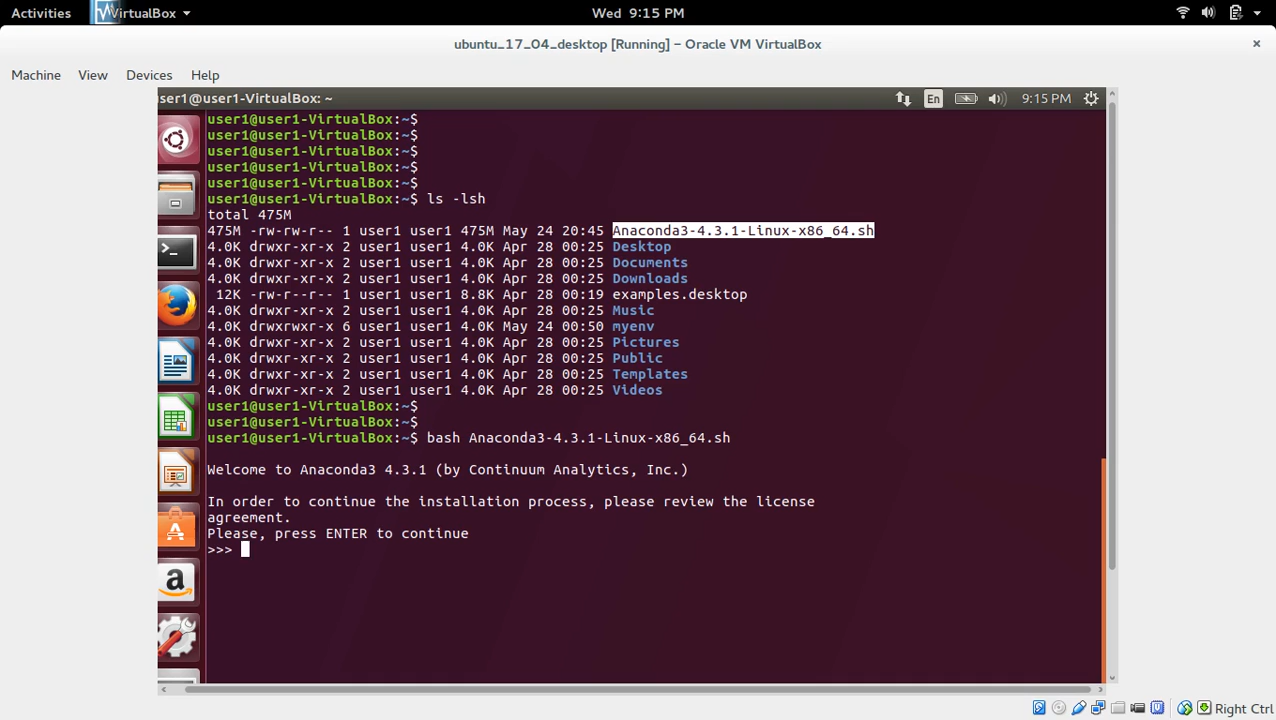 Activities VirtualBox Wed 9:15 PM
ubuntu_17_04_desktop [Running] – Oracle VM VirtualBox ×
Machine View Devices Help
ser1@user1-VirtualBox: ~ En 9:15 PM
user1@user1-VirtualBox:~$
user1@user1-VirtualBox:~$
user1@user1-VirtualBox:~$
user1@user1-VirtualBox:~$
user1@user1-VirtualBox:~$
user1@user1-VirtualBox:~$ ls -lsh
total 475M
475M -rw-rw-r-- 1 user1 user1 475M May 24 20:45 Anaconda3-4.3.1-Linux-x86_64.sh
4.0K drwxr-xr-x 2 user1 user1 4.0K Apr 28 00:25 Desktop
4.0K drwxr-xr-x 2 user1 user1 4.0K Apr 28 00:25 Documents
4.0K drwxr-xr-x 2 user1 user1 4.0K Apr 28 00:25 Downloads
12K -rw-r--r-- 1 user1 user1 8.8K Apr 28 00:19 examples.desktop
4.0K drwxr-xr-x 2 user1 user1 4.0K Apr 28 00:25 Music
4.0K drwxrwxr-x 6 user1 user1 4.0K May 24 00:50 myenv
4.0K drwxr-xr-x 2 user1 user1 4.0K Apr 28 00:25 Pictures
4.0K drwxr-xr-x 2 user1 user1 4.0K Apr 28 00:25 Public
4.0K drwxr-xr-x 2 user1 user1 4.0K Apr 28 00:25 Templates
4.0K drwxr-xr-x 2 user1 user1 4.0K Apr 28 00:25 Videos
user1@user1-VirtualBox:~$
user1@user1-VirtualBox:~$
user1@user1-VirtualBox:~$ bash Anaconda3-4.3.1-Linux-x86_64.sh
Welcome to Anaconda3 4.3.1 (by Continuum Analytics, Inc.)
In order to continue the installation process, please review the license
agreement.
Please, press ENTER to continue
>>>
Right Ctrl